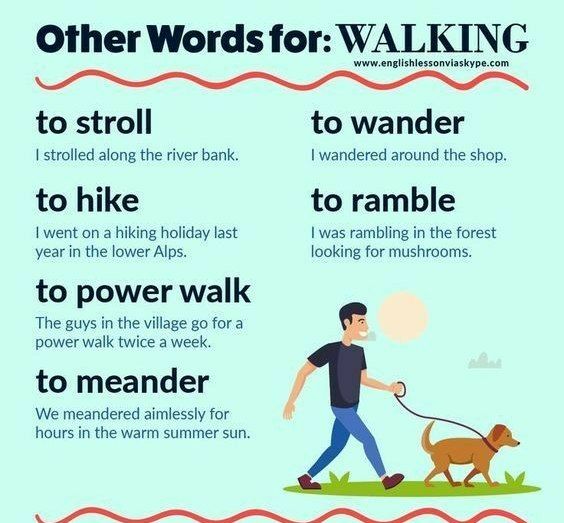 Other Words for: WALKING
www.englishlessonviaskype.com
to stroll
I strolled along the river bank.
to hike
I went on a hiking holiday last
year in the lower Alps.
to power walk
The guys in the village go for a
power walk twice a week.
to meander
We meandered aimlessly for
hours in the warm summer sun.
to wander
I wandered around the shop.
to ramble
I was rambling in the forest
looking for mushrooms.